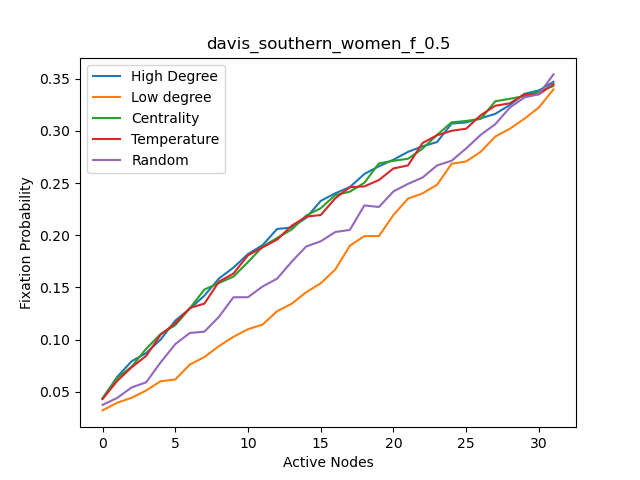 davis_southern_women_f_0.5
High Degree
Low degree
Centrality
Temperature
Random
Fixation Probability
0.35
0.30
0.25
0.20
0.15
0.10
0.05
0 5 10 15 20 25 30
Active Nodes